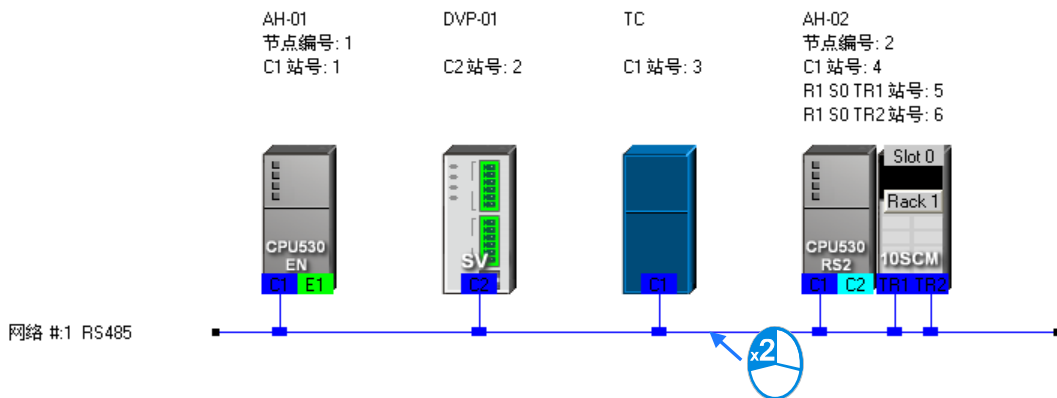 AH-01
节点编号: 1
C1 站号: 1
DVP-01
C2 站号: 2
TC
C1 站号: 3
AH-02
节点编号: 2
C1 站号: 4
R1 S0 TR1 站号: 5
R1 S0 TR2 站号: 6
CPU530
EN
C1 E1
SV
C2
C1
CPU530
RS2
C1 C2
Slot 0
Rack 1
10SCM
TR1 TR2
网络 #:1 RS485
x2